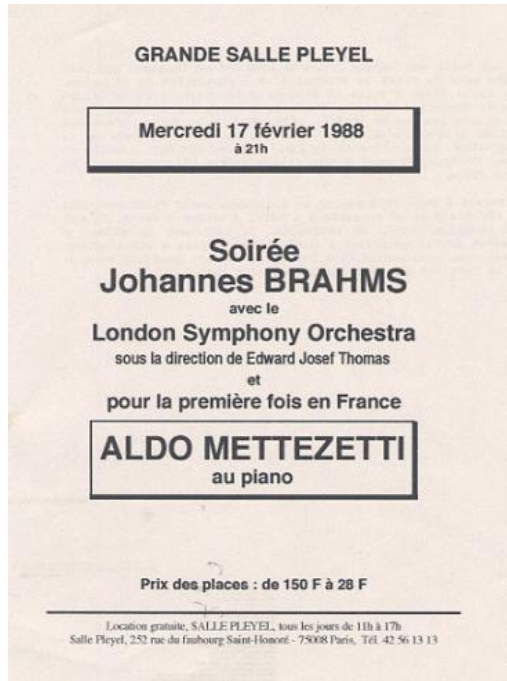 GRANDE SALLE PLEYEL
Mercredi 17 février 1988
à 21h
Soirée
Johannes BRAHMS
avec le
London Symphony Orchestra
sous la direction de Edward Josef Thomas
et
pour la première fois en France
ALDO METTEZETTI
au piano
Prix des places : de 150 F à 28 F
Location gratuite, SALLE PLEYEL, tous les jours de 11h à 17h
Salle Pleyel, 252 rue du faubourg Saint-Honoré - 75008 Paris, Tél. 42 56 13 13